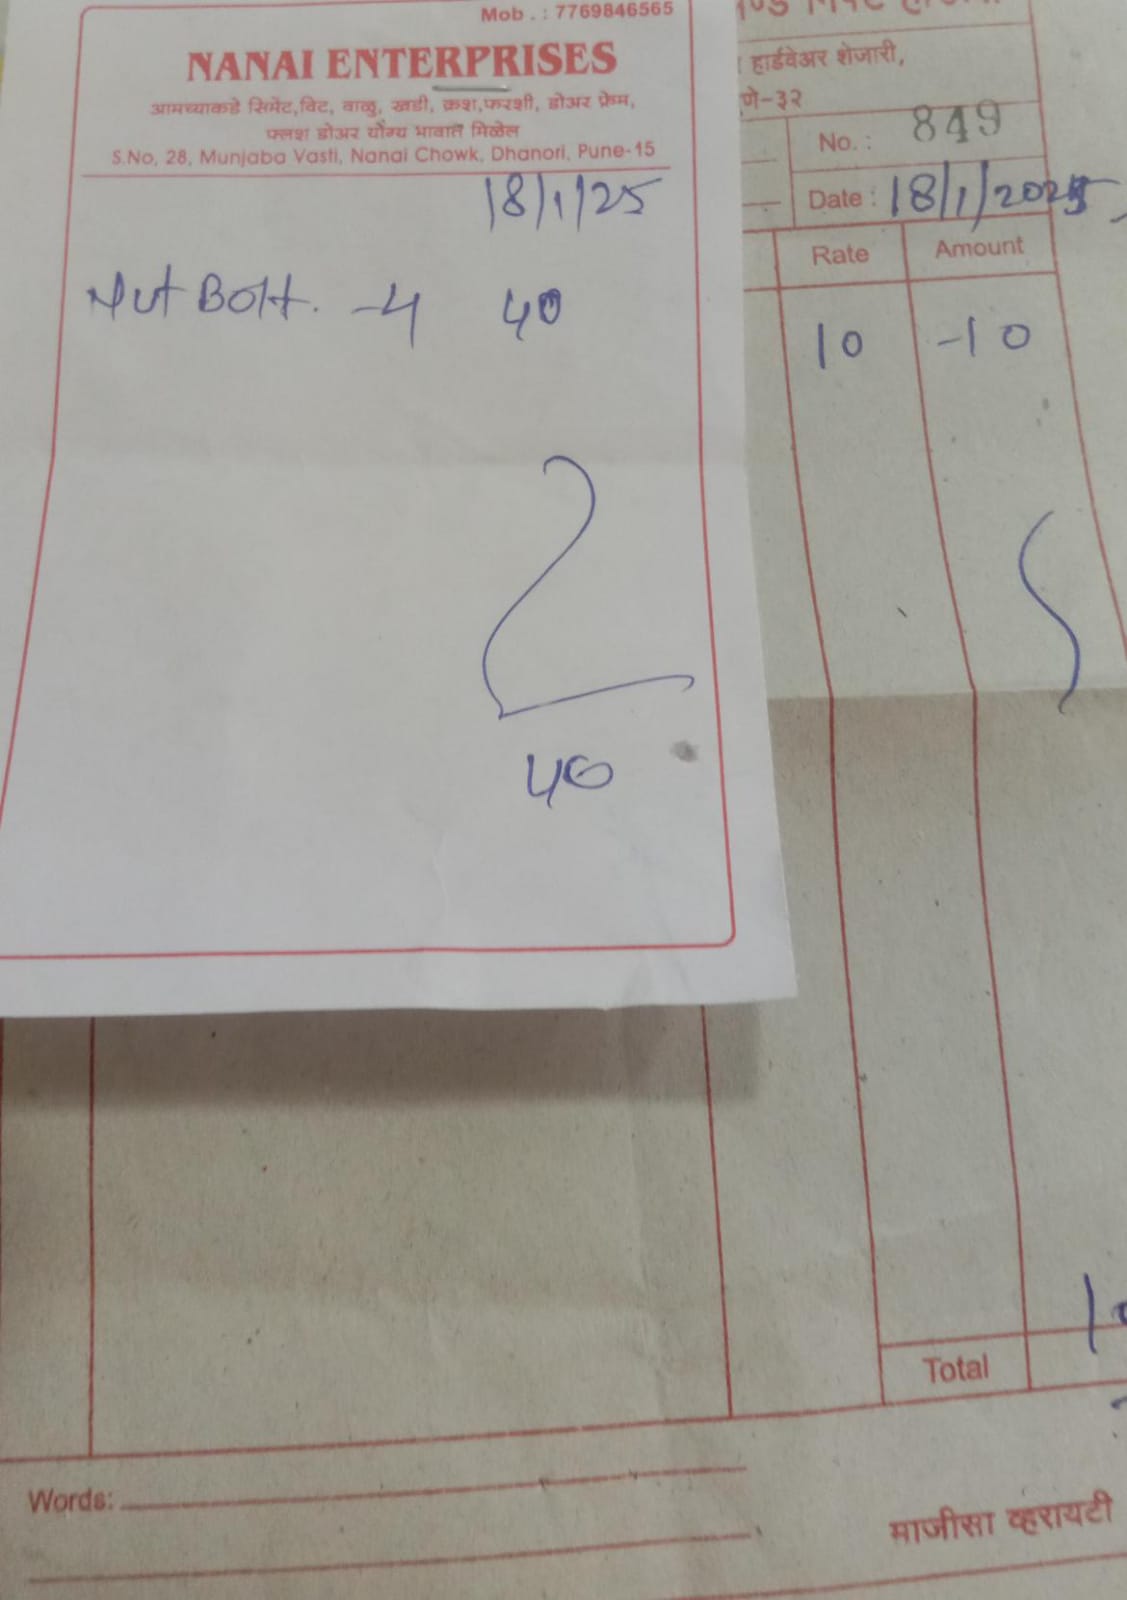 Mob. : 7769846565
NANAI ENTERPRISES
आमच्याकडे सिमेंट,विट, वाळु, खडी, क्रश,फरशी, डोअर फ्रेम,
फ्लश डोअर योग्य भावात मिळेल
S.No, 28, Munjaba Vasti, Nanai Chowk, Dhanori, Pune-15
18/1/25
Nut Bolt. -4 40
40
हार्डवेअर शेजारी,
णे-३२
No. : 849
Date : 18/1/2025
Rate Amount
10 -10
Total
Words:
माजीसा व्हरायटी